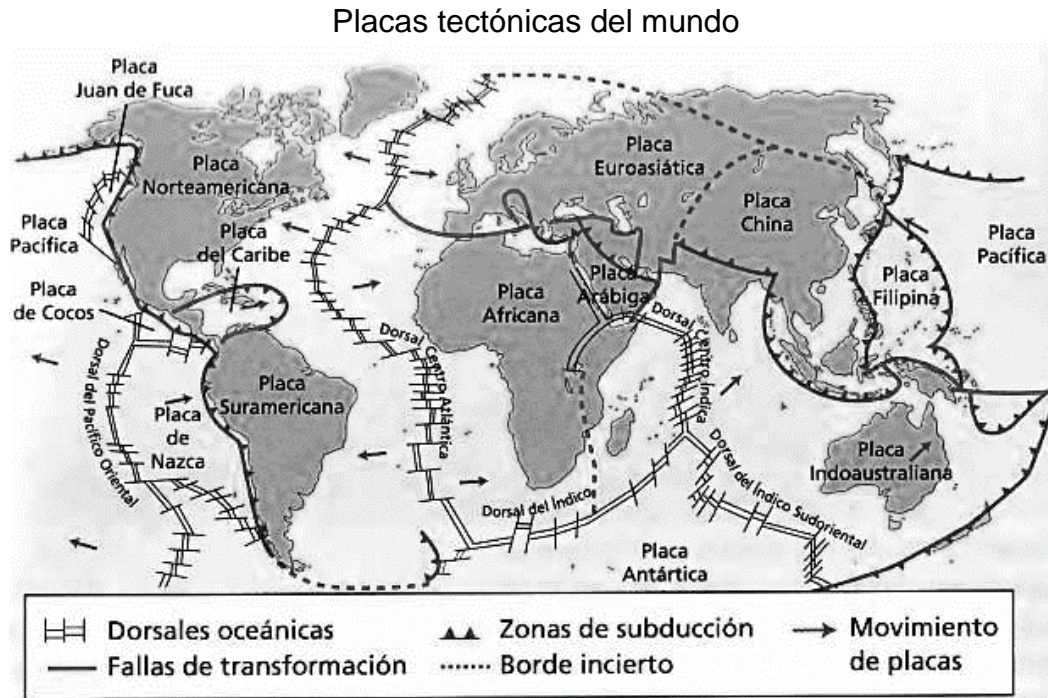 Placas tectónicas del mundo
Placa
Juan de Fuca
Placa
Norteamericana
Placa
Euroasiática
Placa
China
Placa
Pacífica
Placa
del Caribe
Placa
Pacífica
Placa
de Cocos
Placa
Africana
Placa
Arábiga
Placa
Filipina
Dorsal del Pacífico Oriental
Placa
Suramericana
Dorsal Centro Atlántica
Dorsal Centro Índica
Placa
de
Nazca
Placa
Indoaustraliana
Dorsal del Índico
Dorsal del Índico Sudoriental
Placa
Antártica
Dorsales oceánicas
Zonas de subducción
Movimiento
de placas
Fallas de transformación
Borde incierto